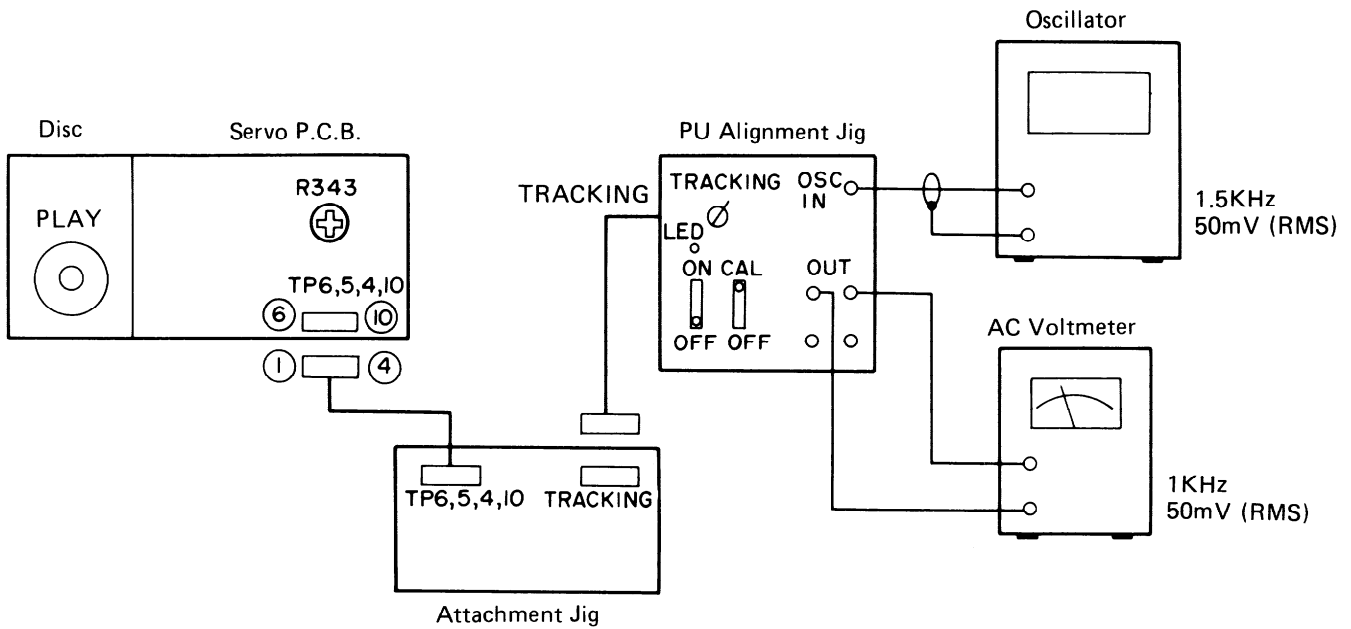 Oscillator
Disc
Servo P.C.B.
PU Alignment Jig
R343
TRACKING
TRACKING
OSC
IN
1.5KHz
50mV (RMS)
PLAY
LED
ON CAL
OUT
TP6,5,4,10
6
10
OFF OFF
AC Voltmeter
1
4
TP6,5,4,10
TRACKING
1KHz
50mV (RMS)
Attachment Jig